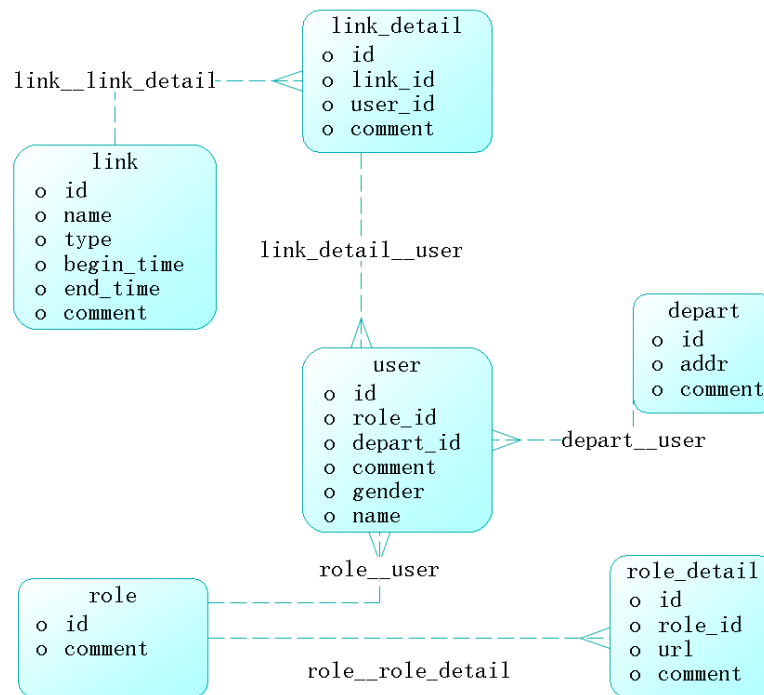 link_detail
o id
o link_id
o user_id
o comment
link__link_detail
link
o id
o name
o type
o begin_time
o end_time
o comment
link_detail__user
depart
o id
o addr
o comment
user
o id
o role_id
o depart_id
o comment
o gender
o name
depart__user
role__user
role
o id
o comment
role_detail
o id
o role_id
o url
o comment
role__role_detail